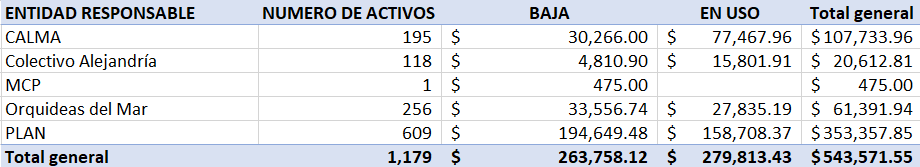 ENTIDAD RESPONSABLE NUMERO DE ACTIVOS BAJA EN USO Total general
CALMA 195 $ 30,266.00 $ 77,467.96 $107,733.96
Colectivo Alejandría 118 $ 4,810.90 $ 15,801.91 $ 20,612.81
MCP 1 $ 475.00 $ 475.00
Orquideas del Mar 256 $ 33,556.74 $ 27,835.19 $ 61,391.94
PLAN 609 $ 194,649.48 $ 158,708.37 $353,357.85
Total general 1,179 $ 263,758.12 $ 279,813.43 $543,571.55